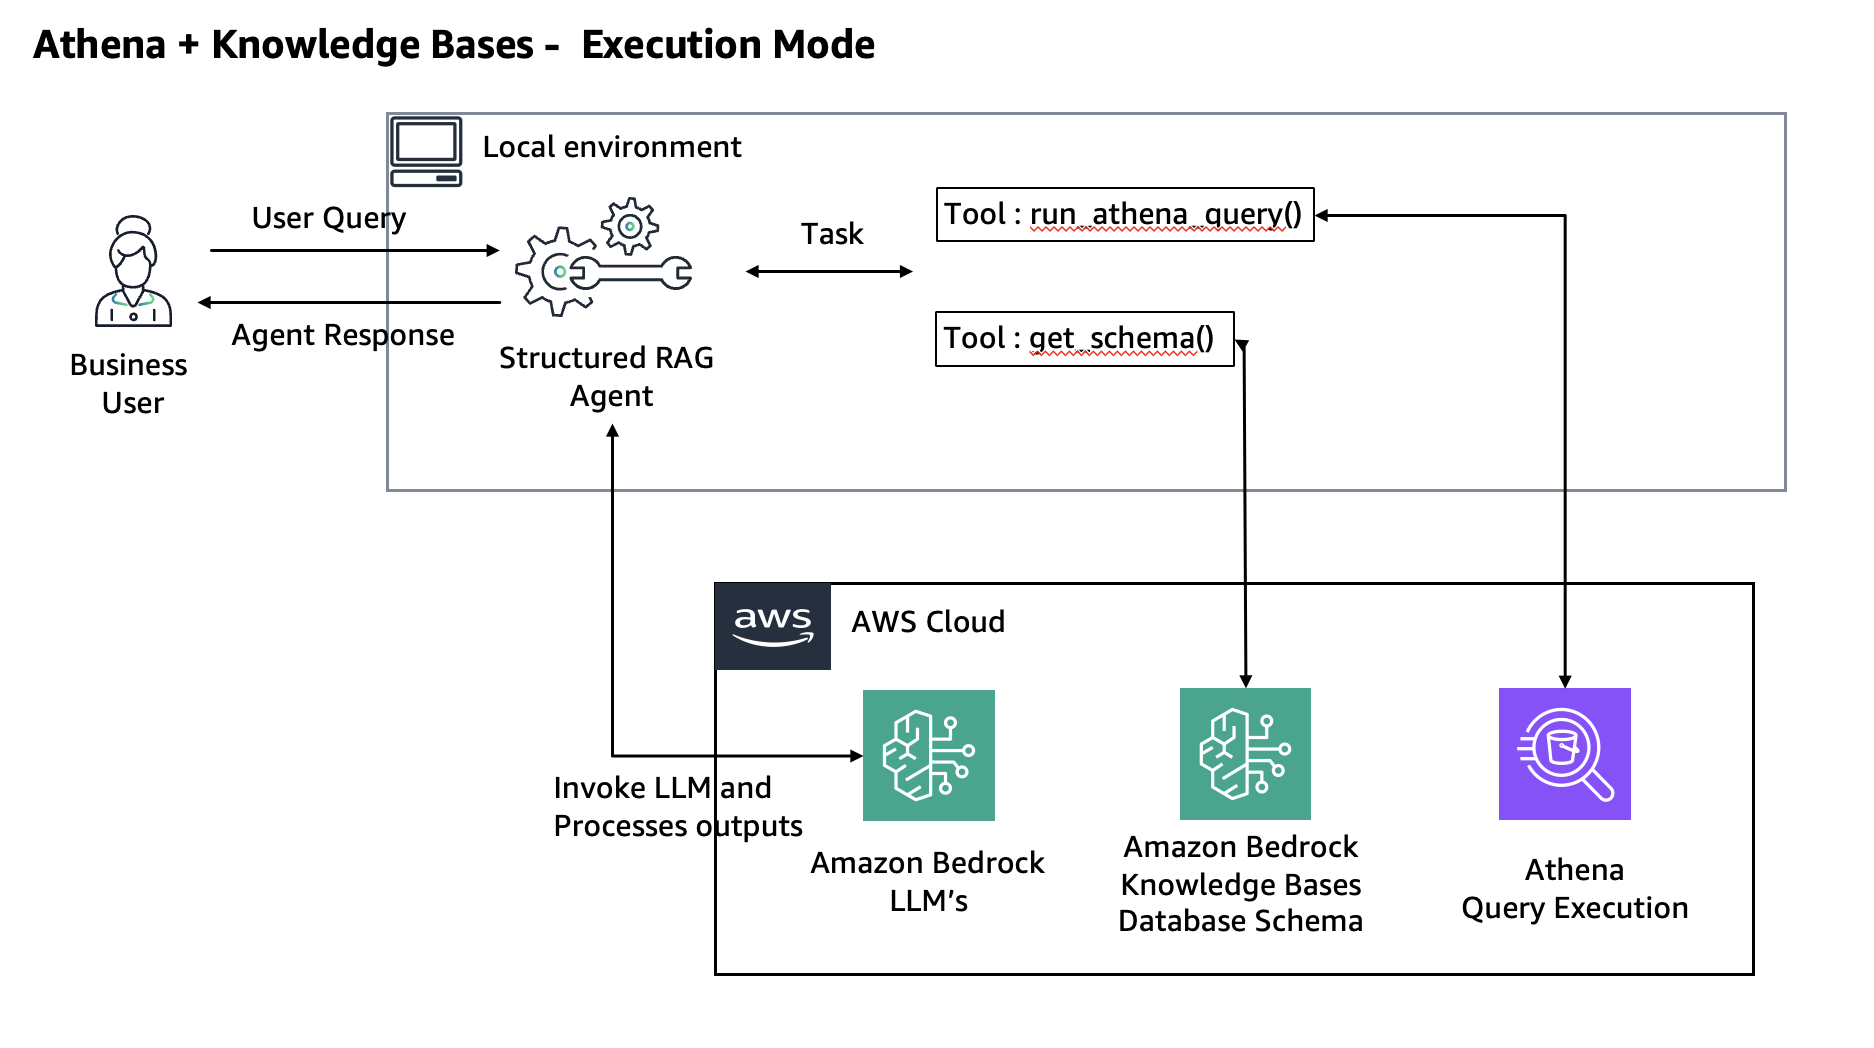 Athena + Knowledge Bases -  Execution Mode
Local environment
User Query
Agent Response
Business
User
Structured RAG
Agent
Task
Tool : run_athena_query()
Tool : get_schema()
aws
AWS Cloud
Invoke LLM and
Processes outputs
Amazon Bedrock
LLM’s
Amazon Bedrock
Knowledge Bases
Database Schema
Athena
Query Execution